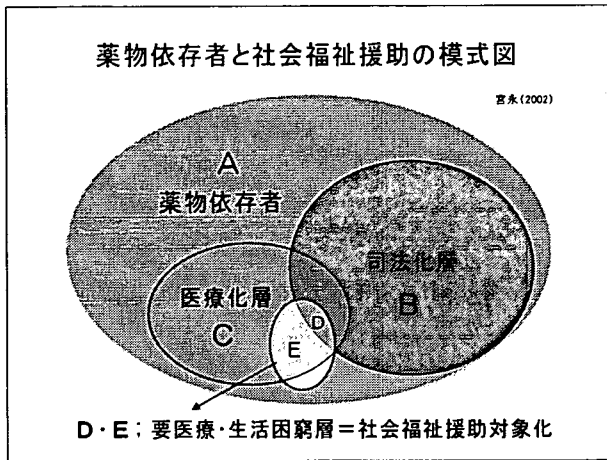 薬物依存者と社会福祉援助の模式図
宮永(2002)
A
薬物依存者
司法化層
B
医療化層
C
D
E
D・E;要医療・生活困窮層=社会福祉援助対象化